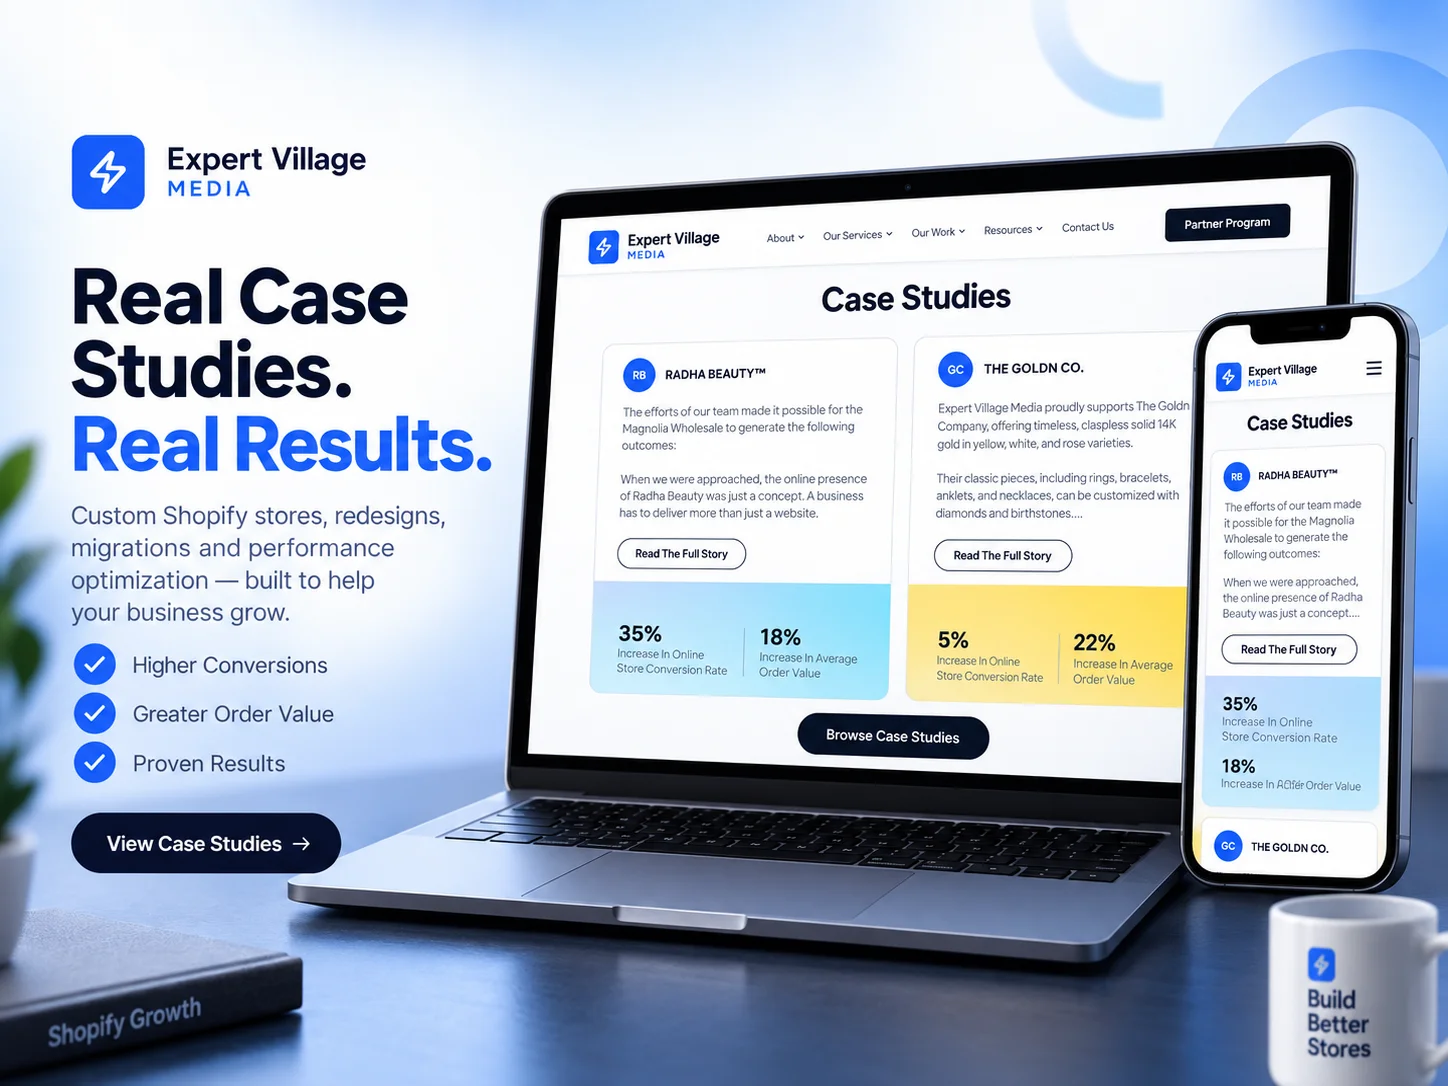 Expert Village
MEDIA
Real Case
Studies.
Real Results.
Custom Shopify stores, redesigns,
migrations and performance
optimization — built to help
your business grow.
Higher Conversions
Greater Order Value
Proven Results
View Case Studies →
Shopify Growth
Expert Village
MEDIA
About
Our Services
Our Work
Resources
Contact Us
Partner Program
Case Studies
RB
RADHA BEAUTY™
The efforts of our team made it possible for the
Magnolia Wholesale to generate the following
outcomes:
When we were approached, the online presence
of Radha Beauty was just a concept. A business
has to deliver more than just a website.
Read The Full Story
35%
Increase In Online
Store Conversion Rate
18%
Increase In Average
Order Value
GC
THE GOLDN CO.
Expert Village Media proudly supports The Goldn
Company, offering timeless, claspless solid 14K
gold in yellow, white, and rose varieties.
Their classic pieces, including rings, bracelets,
anklets, and necklaces, can be customized with
diamonds and birthstones....
Read The Full Story
5%
Increase In Online
Store Conversion Rate
22%
Increase In Average
Order Value
Browse Case Studies
Expert Village
MEDIA
Case Studies
RB
RADHA BEAUTY™
The efforts of our team made
it possible for the Magnolia
Wholesale to generate the
following outcomes:
When we were approached,
the online presence of Radha
Beauty was just a concept....
Read The Full Story
35%
Increase In Online
Store Conversion Rate
18%
Increase In Order Value
GC
THE GOLDN CO.
Build
Better
Stores